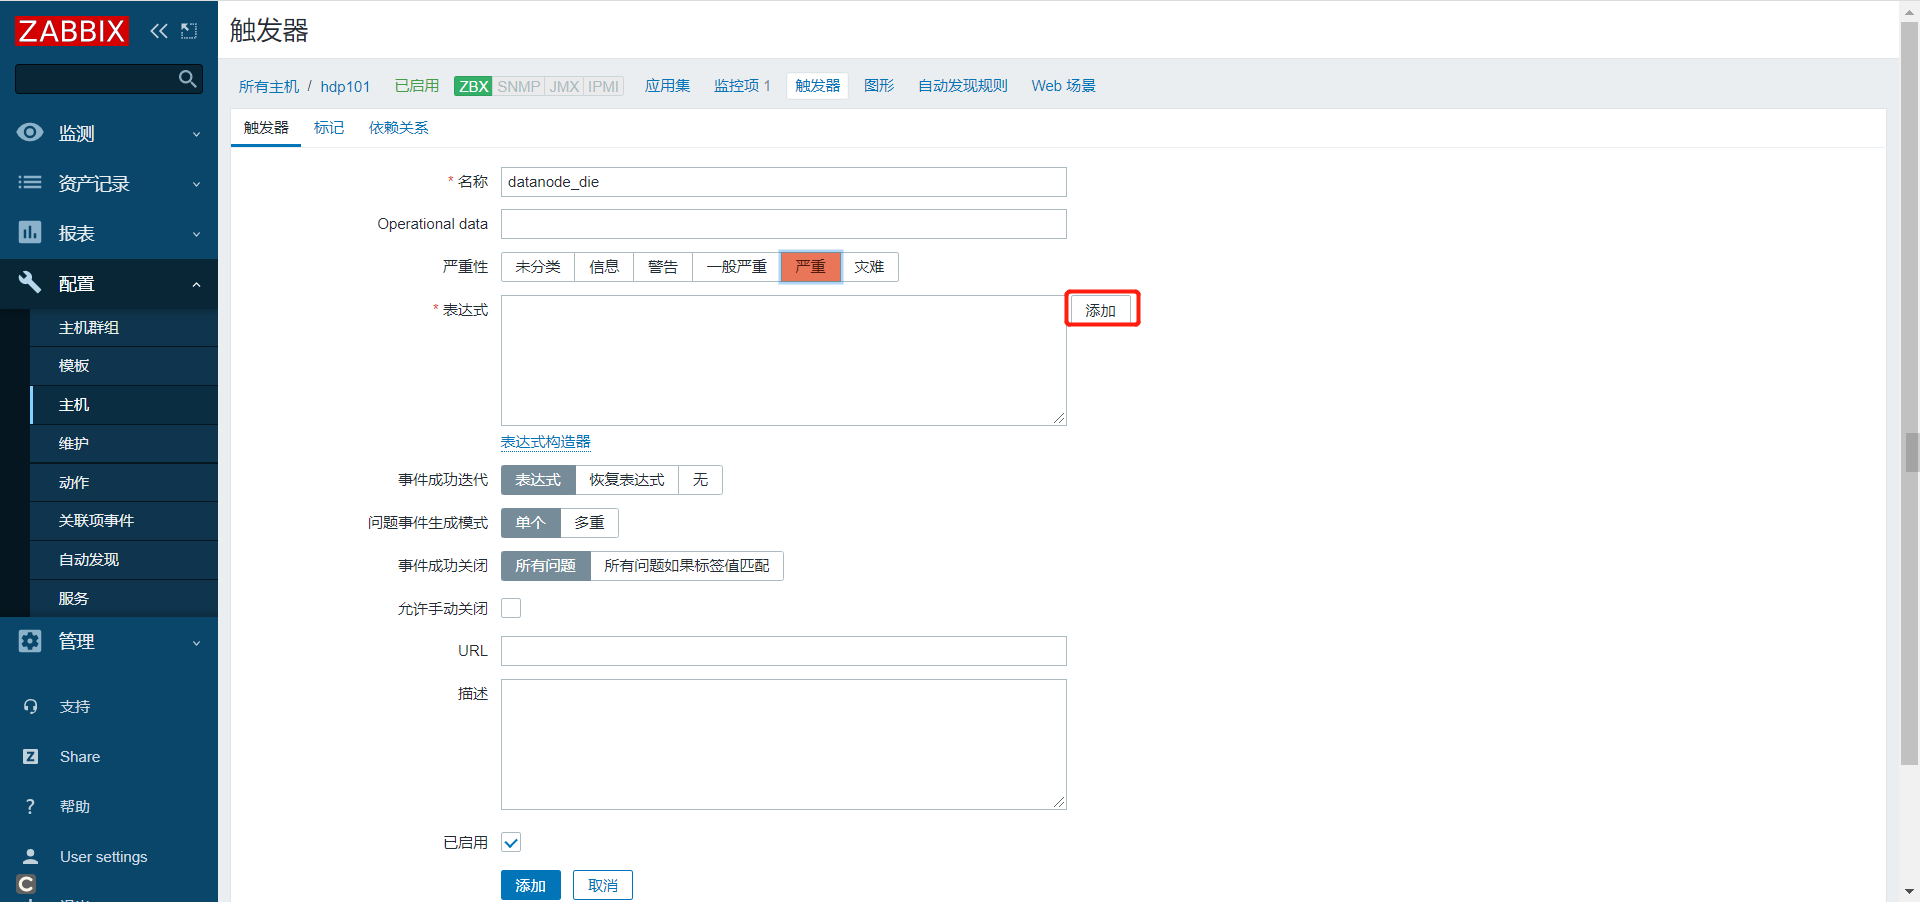 ZABBIX
触发器
所有主机 / hdp101 已启用 ZBX SNMP JMX IPMI 应用集 监控项 1 触发器 图形 自动发现规则 Web 场景
触发器 标记 依赖关系
监测
资产记录
报表
配置
主机群组
模板
主机
维护
动作
关联项事件
自动发现
服务
管理
支持
Share
帮助
User settings
* 名称 datanode_die
Operational data
严重性 未分类 信息 警告 一般严重 严重 灾难
* 表达式 添加
表达式构造器
事件成功迭代 表达式 恢复表达式 无
问题事件生成模式 单个 多重
事件成功关闭 所有问题 所有问题如果标签值匹配
允许手动关闭
URL
描述
已启用
添加 取消